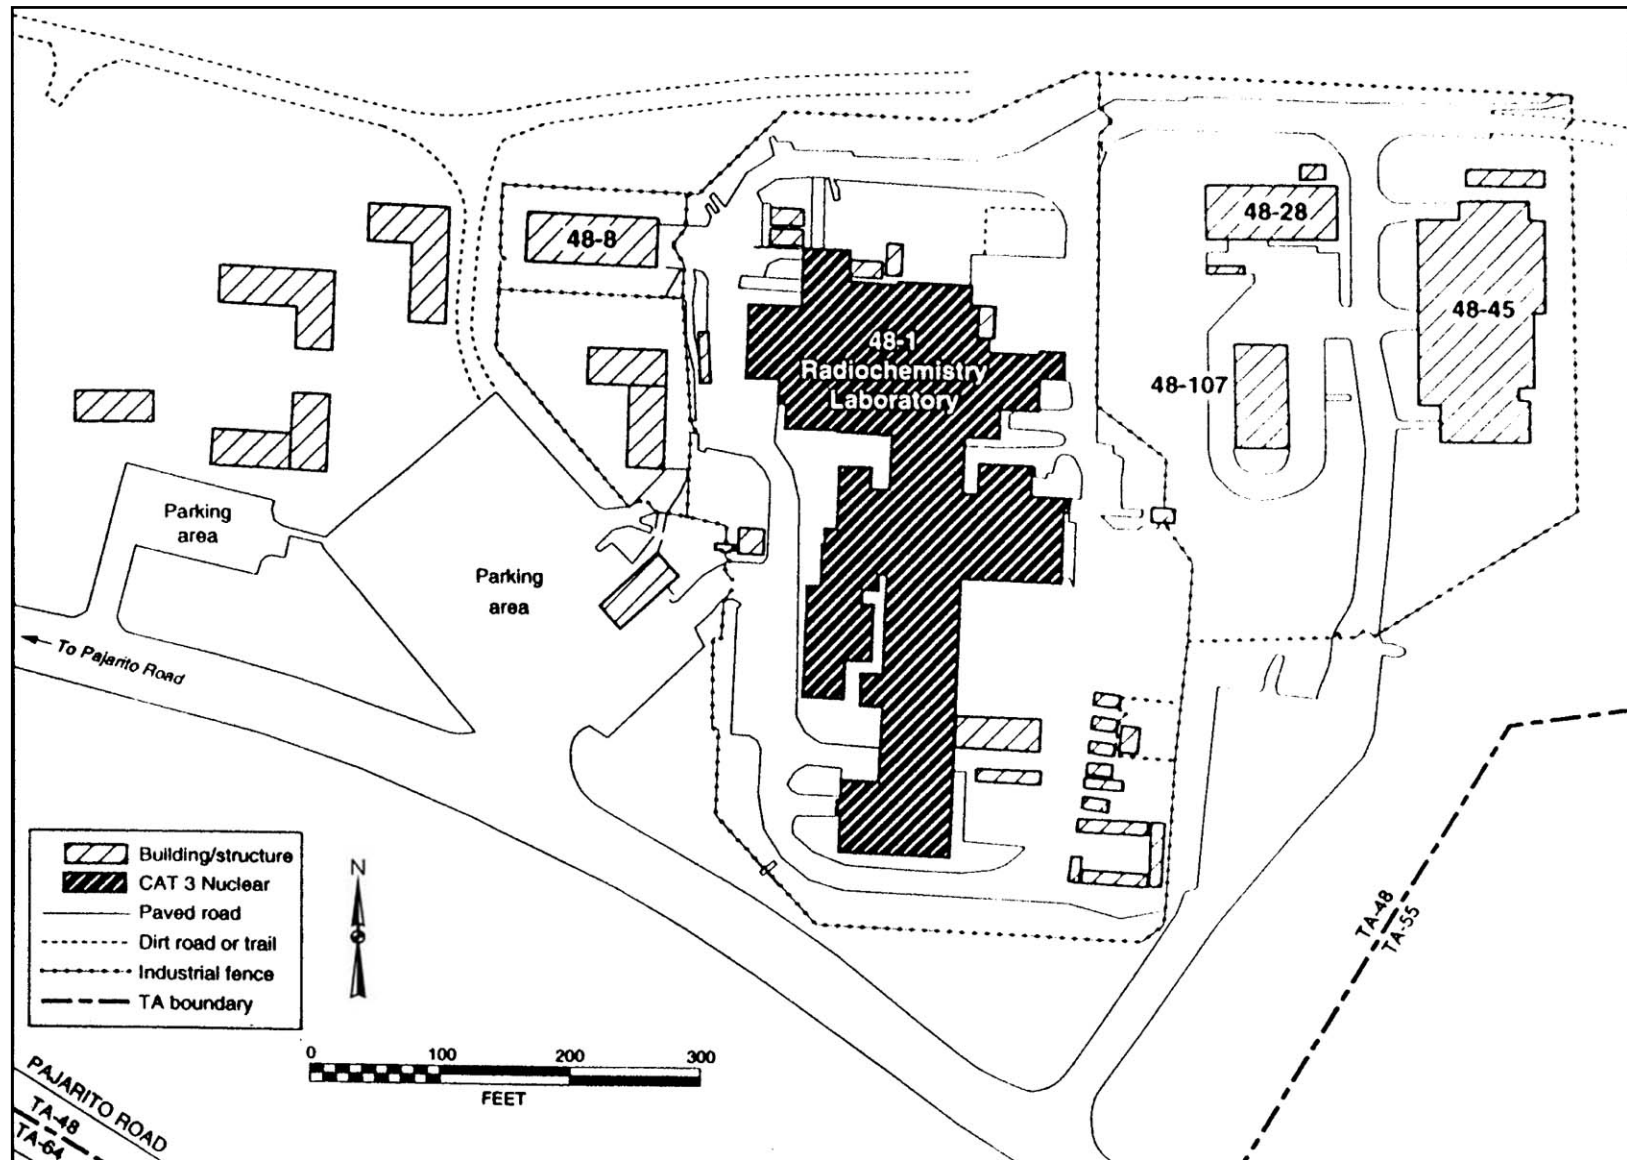 48-8
48-28
48-45
48-1
Radiochemistry
Laboratory
48-107
Parking
area
Parking
area
To Pajarito Road
Building/structure
CAT 3 Nuclear
Paved road
Dirt road or trail
Industrial fence
TA boundary
N
0 100 200 300
FEET
TA-48
TA-55
PAJARITO ROAD
TA-48
TA-64